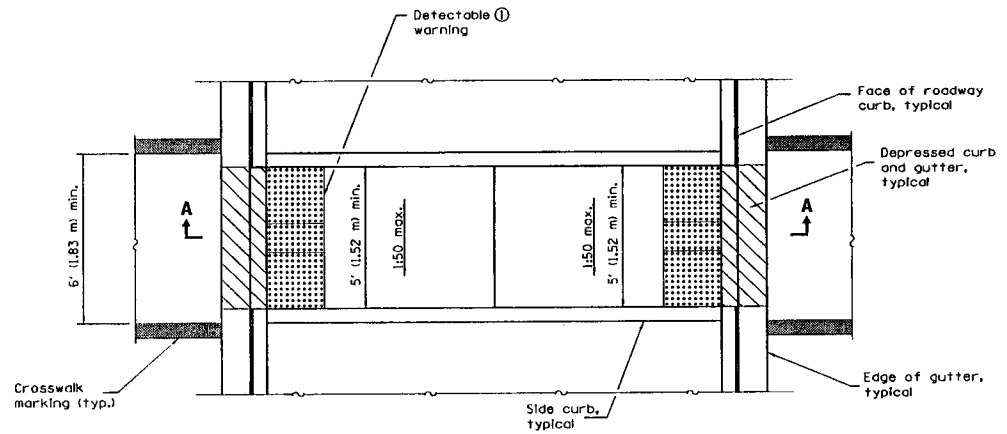 Detectable ①
warning
Face of roadway
curb, typical
Depressed curb
and gutter,
typical
6' (1.83 m) min.
A
5' (1.52 m) min.
1:50 max.
1:50 max.
5' (1.52 m) min.
A
Crosswalk
marking (typ.)
Side curb,
typical
Edge of gutter,
typical